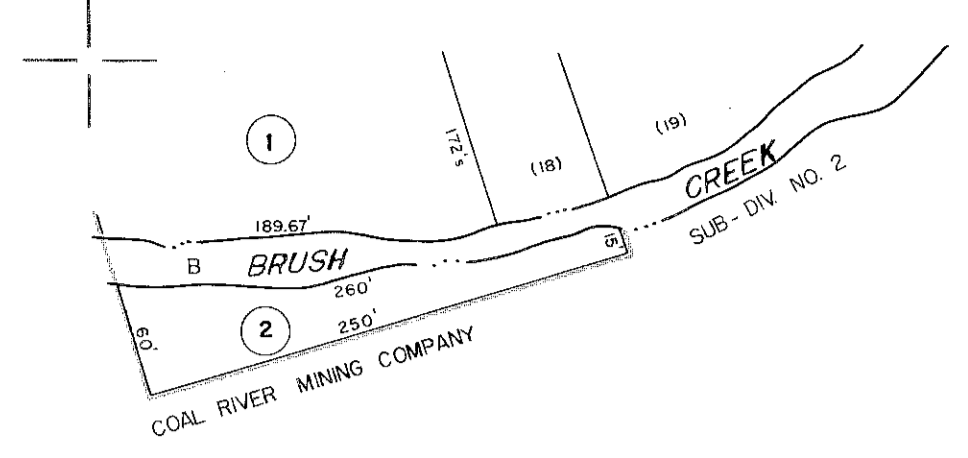 1
172's
(18)
(19)
189.67'
CREEK
SUB-DIV. NO. 2
B
BRUSH
15'
260'
2
250'
60'
COAL RIVER MINING COMPANY